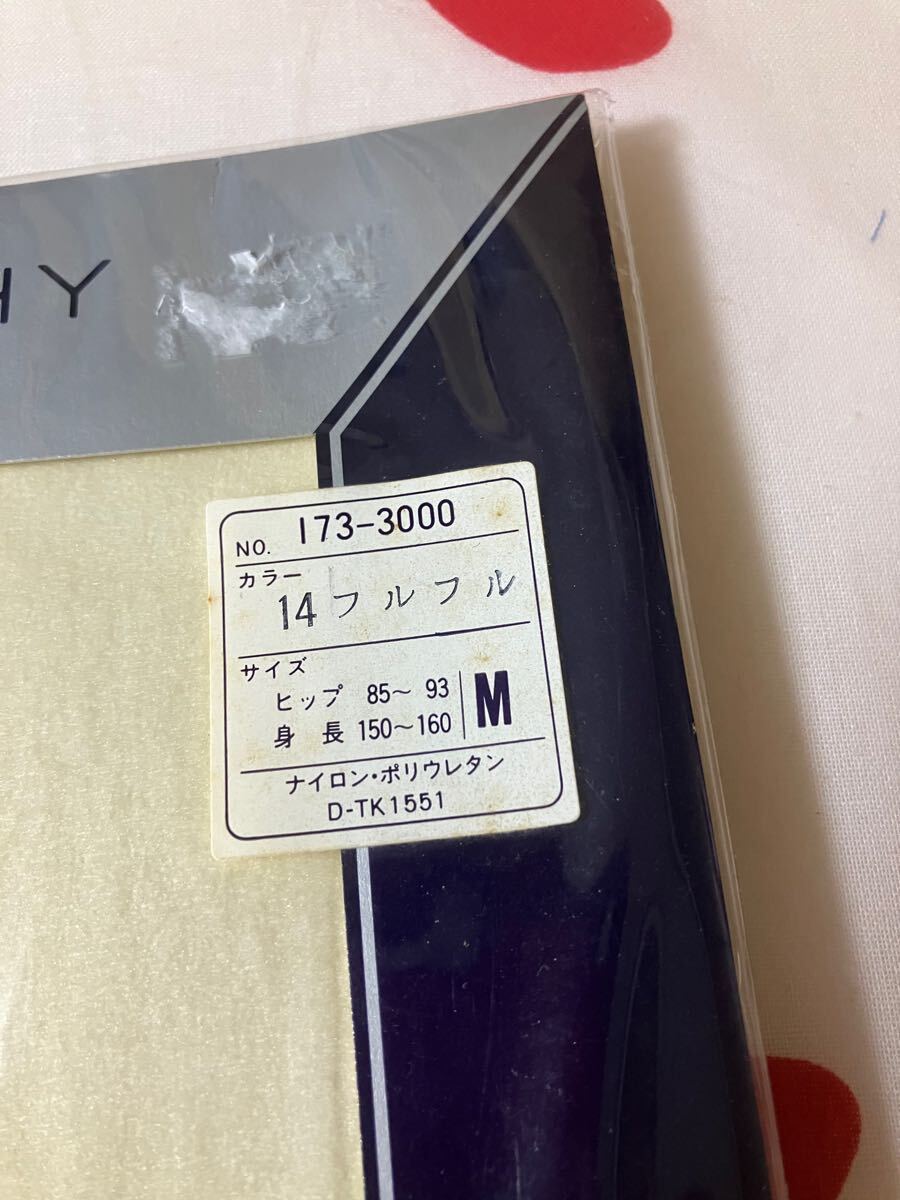 HY
NO. 173-3000
カラー
14 フルフル
サイズ
ヒップ 85～93
身長 150～160
M
ナイロン・ポリウレタン
D-TK1551